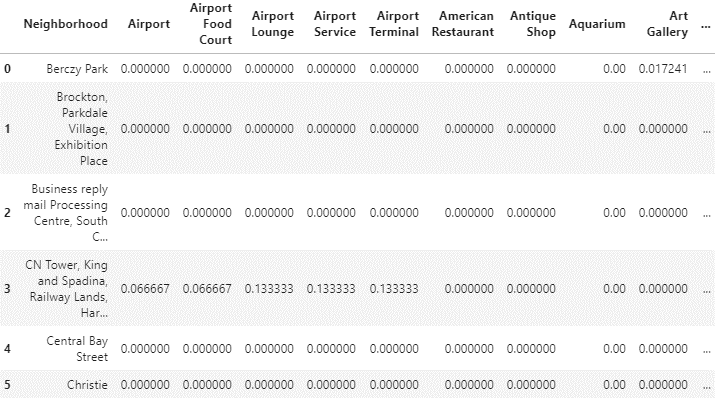 Neighborhood Airport Airport Food Court Airport Lounge Airport Service Airport Terminal American Restaurant Antique Shop Aquarium Art Gallery ...
0 Berczy Park 0.000000 0.000000 0.000000 0.000000 0.000000 0.000000 0.000000 0.00 0.017241 ...
1 Brockton, Parkdale Village, Exhibition Place 0.000000 0.000000 0.000000 0.000000 0.000000 0.000000 0.000000 0.00 0.000000 ...
2 Business reply mail Processing Centre, South C... 0.000000 0.000000 0.000000 0.000000 0.000000 0.000000 0.000000 0.00 0.000000 ...
3 CN Tower, King and Spadina, Railway Lands, Har... 0.066667 0.066667 0.133333 0.133333 0.133333 0.000000 0.000000 0.00 0.000000 ...
4 Central Bay Street 0.000000 0.000000 0.000000 0.000000 0.000000 0.000000 0.000000 0.00 0.000000 ...
5 Christie 0.000000 0.000000 0.000000 0.000000 0.000000 0.000000 0.000000 0.00 0.000000 ...